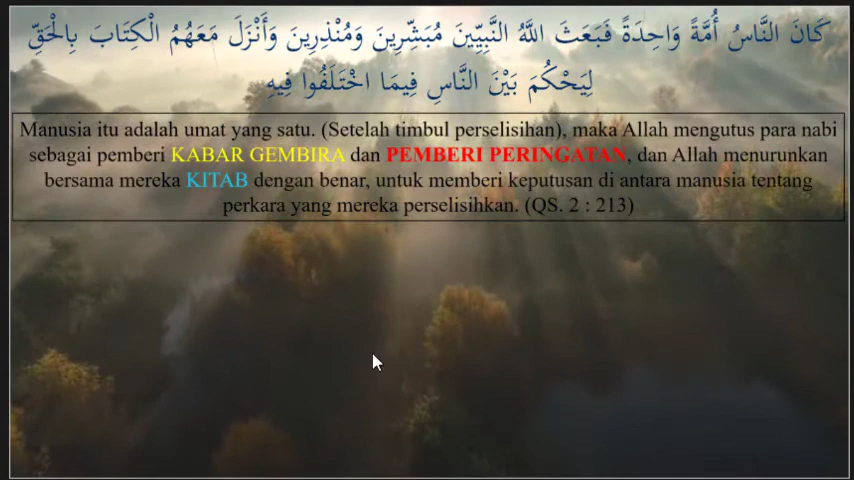 كَانَ النَّاسُ أُمَّةً وَاحِدَةً فَبَعَثَ اللَّهُ النَّبِيِّينَ مُبَشِّرِينَ وَمُنْذِرِينَ وَأَنْزَلَ مَعَهُمُ الْكِتَابَ بِالْحَقِّ
لِيَحْكُمَ بَيْنَ النَّاسِ فِيمَا اخْتَلَفُوا فِيهِ
Manusia itu adalah umat yang satu. (Setelah timbul perselisihan), maka Allah mengutus para nabi
sebagai pemberi KABAR GEMBIRA dan PEMBERI PERINGATAN, dan Allah menurunkan
bersama mereka KITAB dengan benar, untuk memberi keputusan di antara manusia tentang
perkara yang mereka perselisihkan. (QS. 2 : 213)